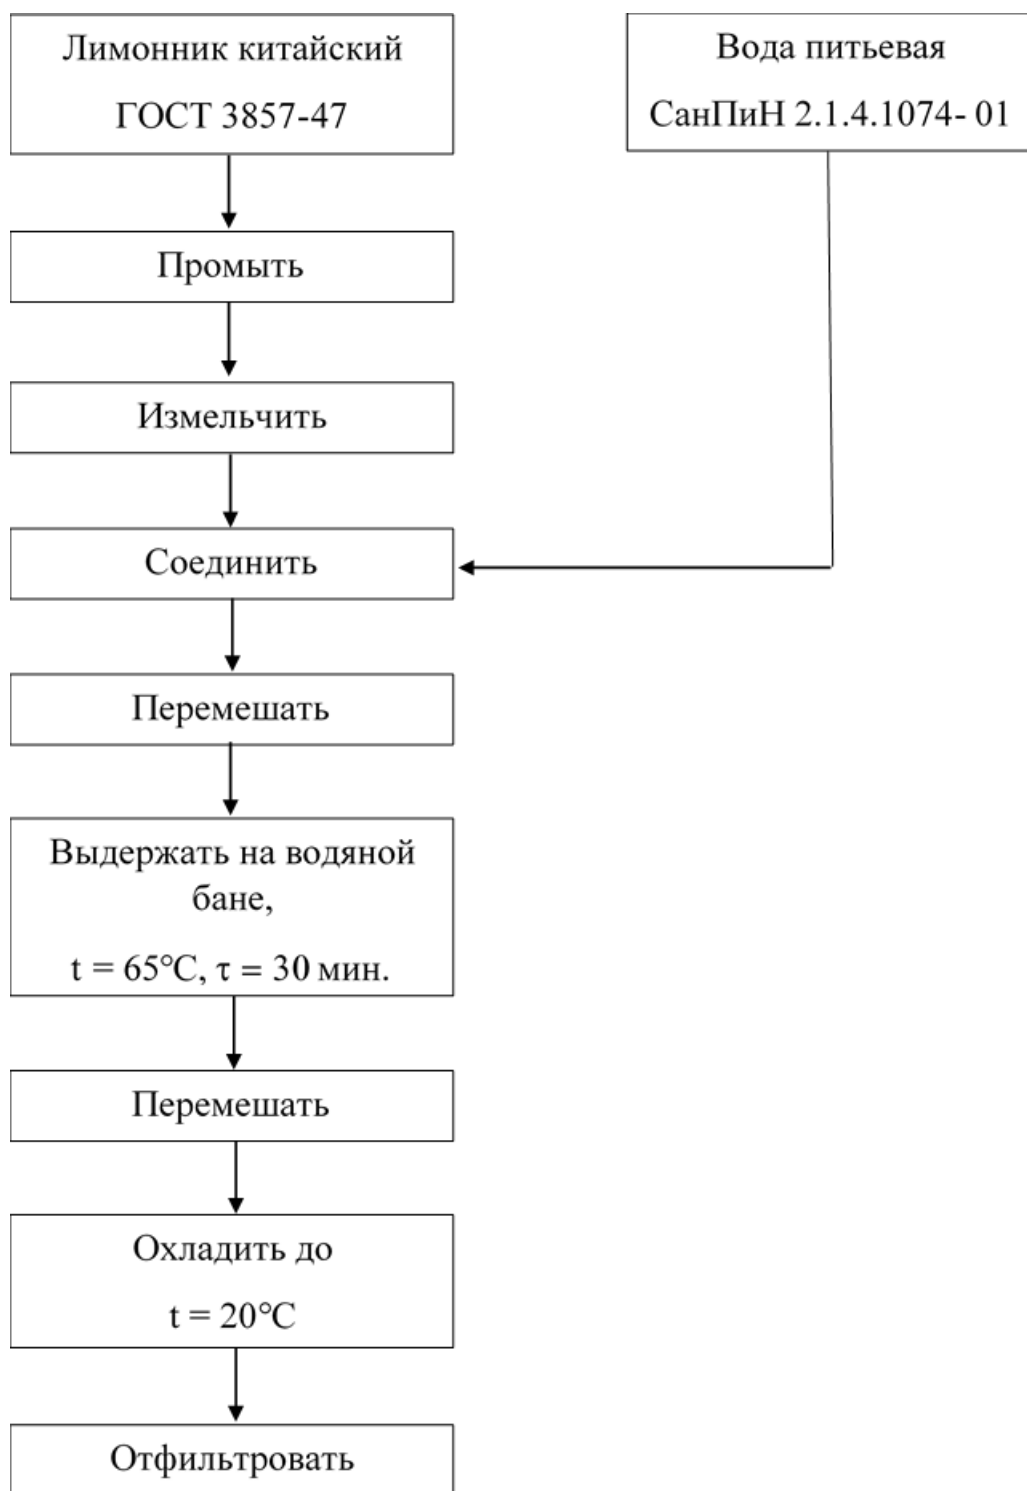 Лимонник китайский
ГОСТ 3857-47
Вода питьевая
СанПиН 2.1.4.1074- 01
Промыть
Измельчить
Соединить
Перемешать
Выдержать на водяной
бане,
t = 65°C, τ = 30 мин.
Перемешать
Охладить до
t = 20°C
Отфильтровать